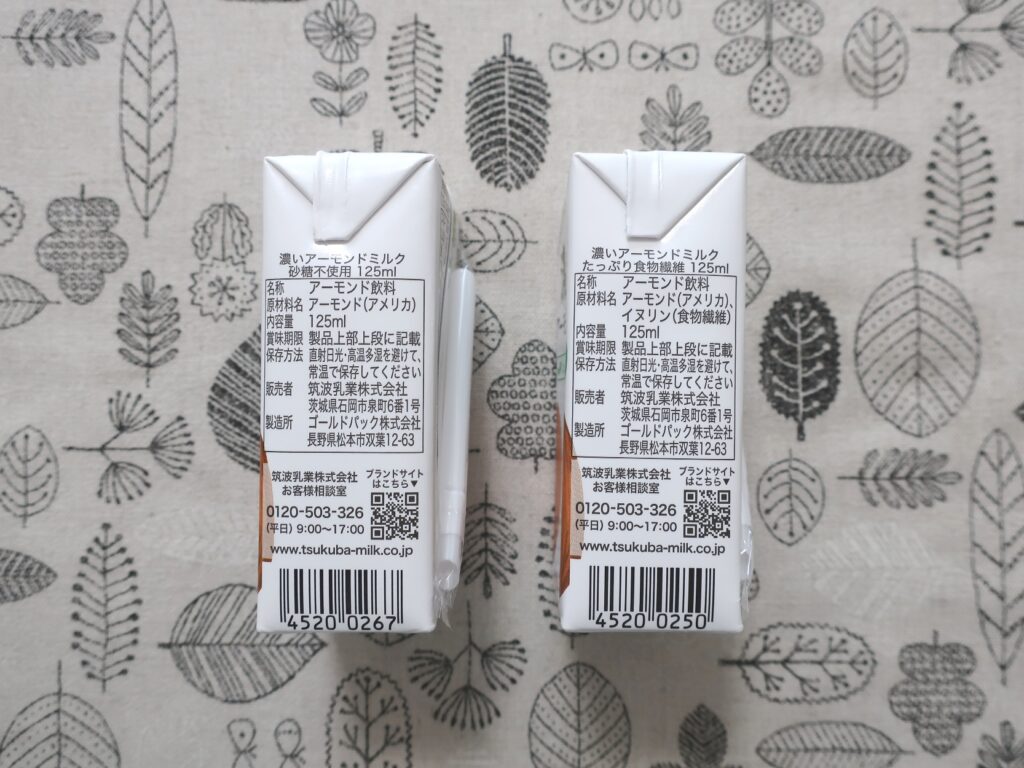 濃いアーモンドミルク
砂糖不使用 125ml
名称 アーモンド飲料
原材料名 アーモンド(アメリカ)
内容量 125ml
賞味期限 製品上部上段に記載
保存方法 直射日光・高温多湿を避けて、
常温で保存してください
販売者 筑波乳業株式会社
茨城県石岡市泉町6番1号
製造所 ゴールドパック株式会社
長野県松本市双葉12-63
筑波乳業株式会社
お客様相談室
ブランドサイト
はこちら▼
0120-503-326
(平日) 9:00〜17:00
www.tsukuba-milk.co.jp
4520 0267
濃いアーモンドミルク
たっぷり食物繊維 125ml
名称 アーモンド飲料
原材料名 アーモンド(アメリカ)、
イヌリン(食物繊維)
内容量 125ml
賞味期限 製品上部上段に記載
保存方法 直射日光・高温多湿を避けて、
常温で保存してください
販売者 筑波乳業株式会社
茨城県石岡市泉町6番1号
製造所 ゴールドパック株式会社
長野県松本市双葉12-63
筑波乳業株式会社
お客様相談室
ブランドサイト
はこちら▼
0120-503-326
(平日) 9:00〜17:00
www.tsukuba-milk.co.jp
4520 0250